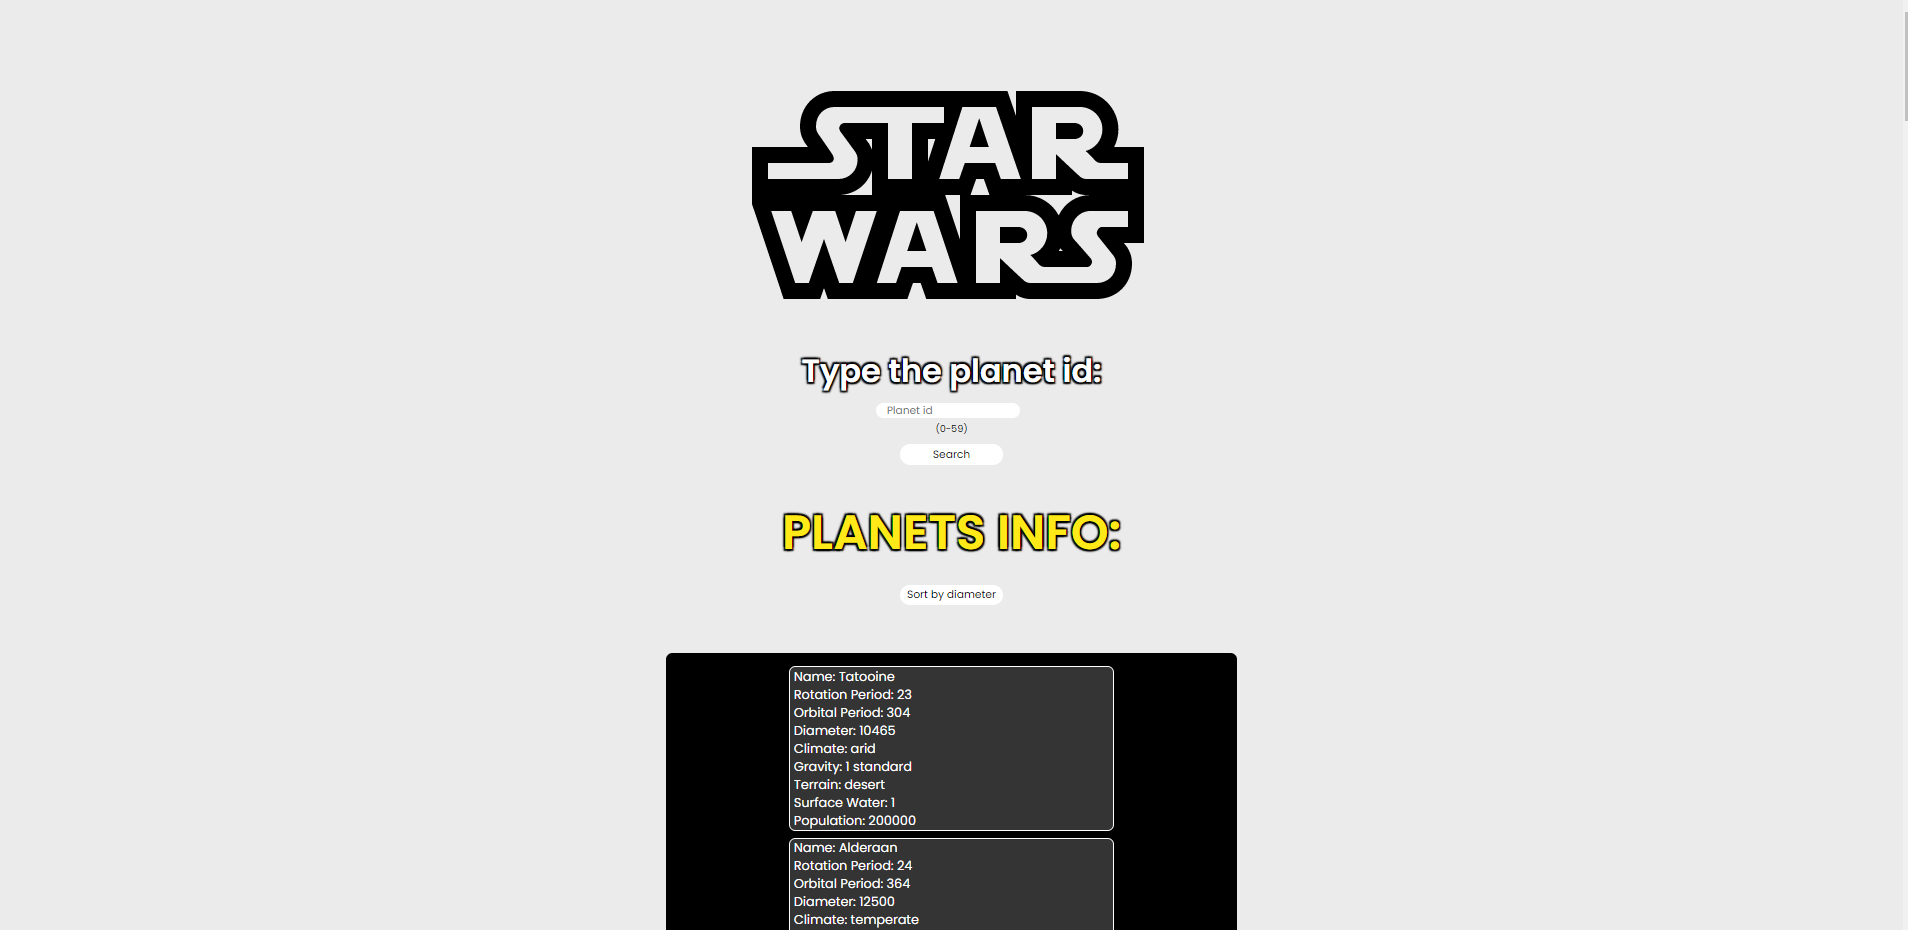 STAR
WARS
Type the planet id:
Planet id
(0-59)
Search
PLANETS INFO:
Sort by diameter
Name: Tatooine
Rotation Period: 23
Orbital Period: 304
Diameter: 10465
Climate: arid
Gravity: 1 standard
Terrain: desert
Surface Water: 1
Population: 200000
Name: Alderaan
Rotation Period: 24
Orbital Period: 364
Diameter: 12500
Climate: temperate